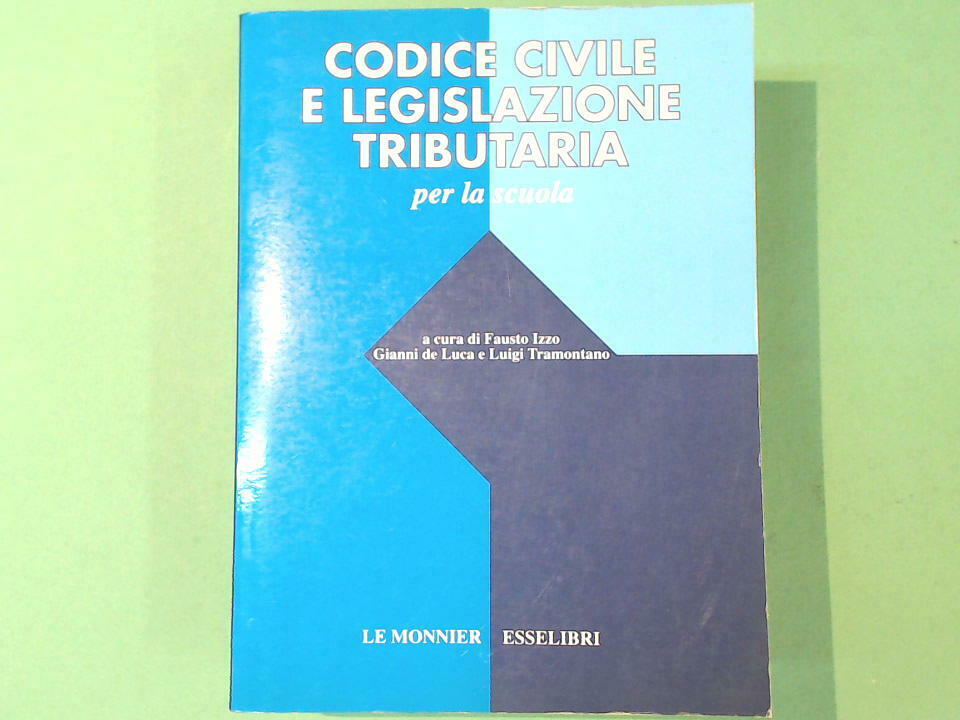 CODICE CIVILE
E LEGISLAZIONE
TRIBUTARIA
per la scuola
a cura di Fausto Izzo
Gianni de Luca e Luigi Tramontano
LE MONNIER ESSELIBRI